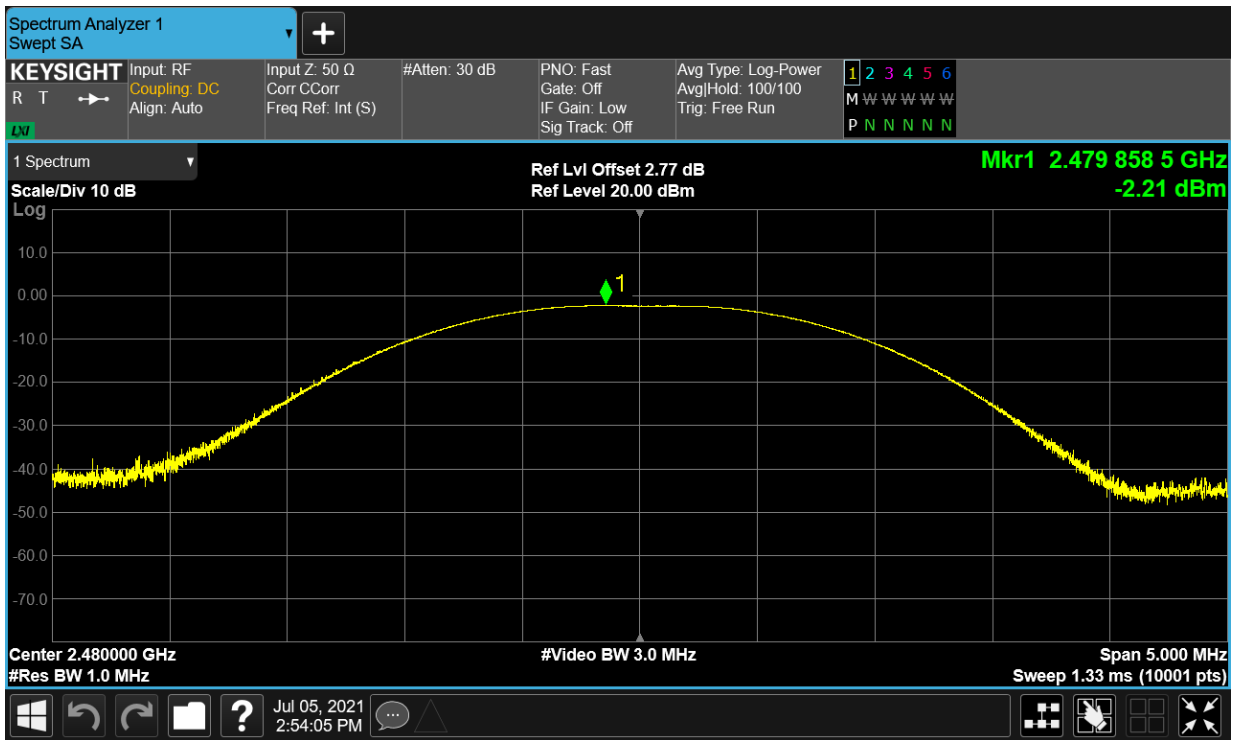 Spectrum Analyzer 1
Swept SA
KEYSIGHT
R T
LXI
Input: RF
Coupling: DC
Align: Auto
Input Z: 50 Ω
Corr CCorr
Freq Ref: Int (S)
#Atten: 30 dB
PNO: Fast
Gate: Off
IF Gain: Low
Sig Track: Off
Avg Type: Log-Power
Avg|Hold: 100/100
Trig: Free Run
1 2 3 4 5 6
M W W W W W
P N N N N N
1 Spectrum
Scale/Div 10 dB
Log
Ref Lvl Offset 2.77 dB
Ref Level 20.00 dBm
Mkr1 2.479 858 5 GHz
-2.21 dBm
10.0
0.00
-10.0
-20.0
-30.0
-40.0
-50.0
-60.0
-70.0
1
Center 2.480000 GHz
#Res BW 1.0 MHz
#Video BW 3.0 MHz
Span 5.000 MHz
Sweep 1.33 ms (10001 pts)
?
Jul 05, 2021
2:54:05 PM